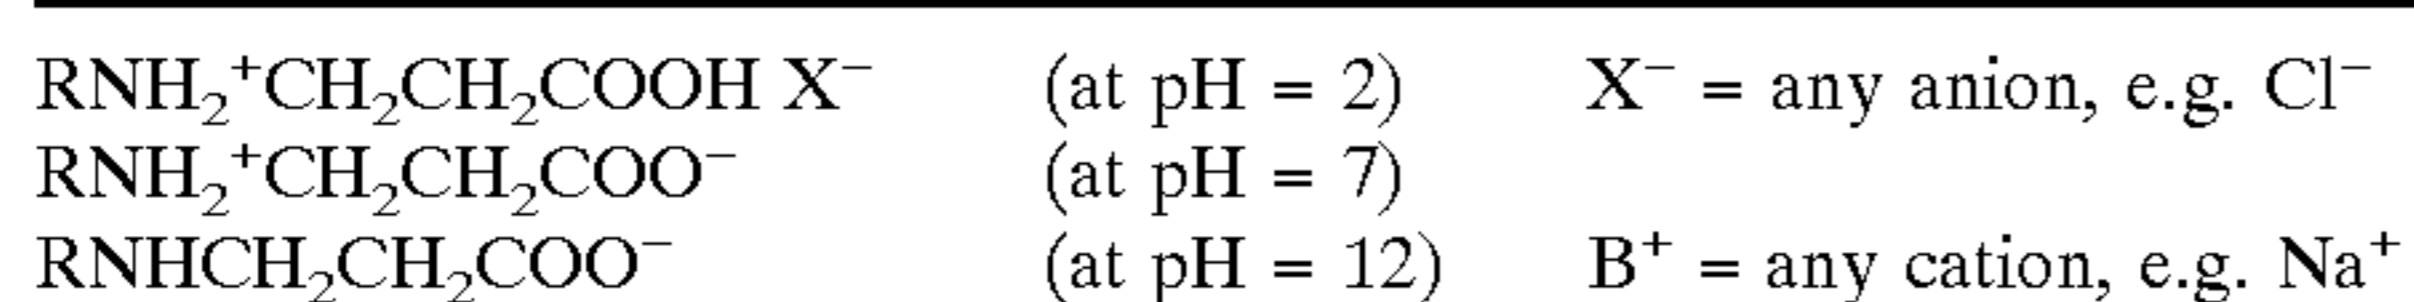 RNH₂⁺CH₂CH₂COOH X⁻ (at pH = 2) X⁻ = any anion, e.g. Cl⁻
RNH₂⁺CH₂CH₂COO⁻ (at pH = 7)
RNHCH₂CH₂COO⁻ (at pH = 12) B⁺ = any cation, e.g. Na⁺